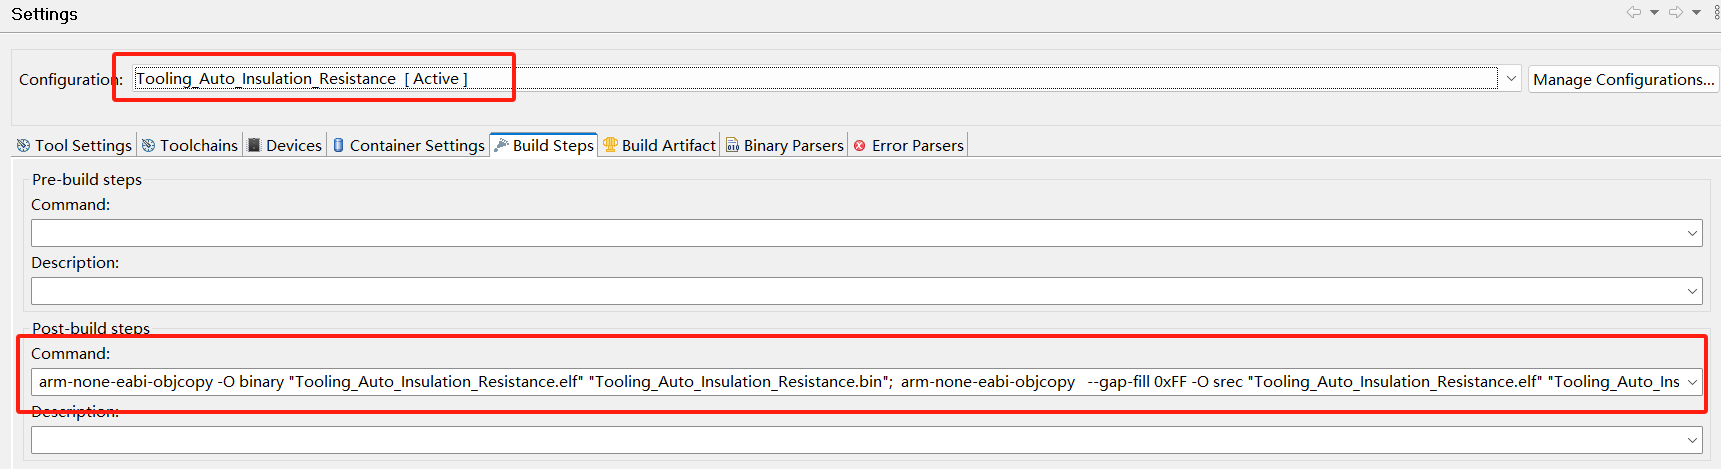 Settings
Configuration: Tooling_Auto_Insulation_Resistance [ Active ] Manage Configurations...
Tool Settings Toolchains Devices Container Settings Build Steps Build Artifact Binary Parsers Error Parsers
Pre-build steps
Command:
Description:
Post-build steps
Command:
arm-none-eabi-objcopy -O binary "Tooling_Auto_Insulation_Resistance.elf" "Tooling_Auto_Insulation_Resistance.bin"; arm-none-eabi-objcopy --gap-fill 0xFF -O srec "Tooling_Auto_Insulation_Resistance.elf" "Tooling_Auto_Ins
Description: